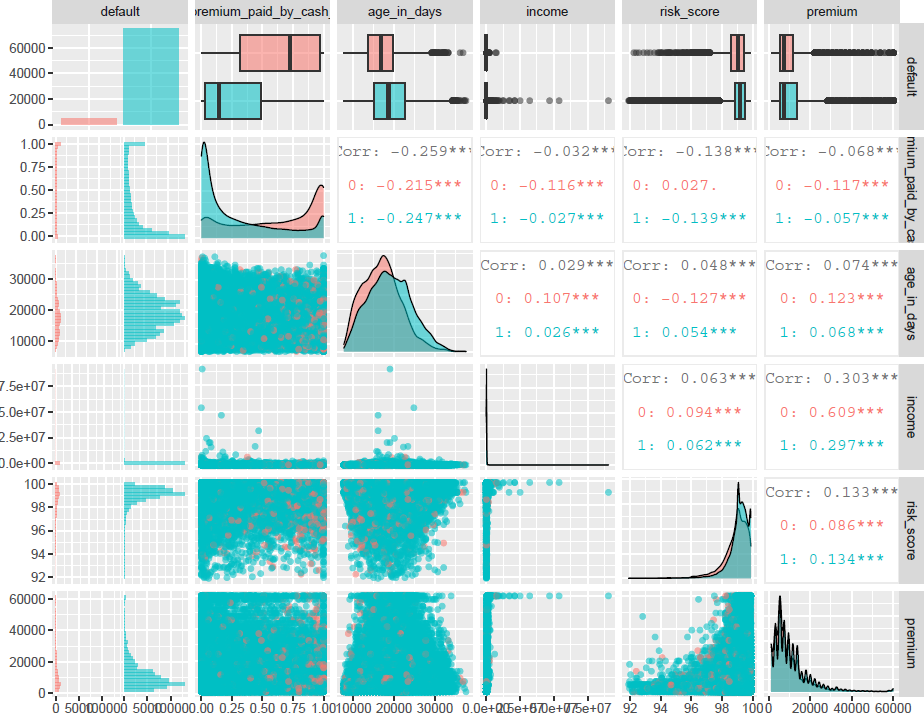 default premium_paid_by_cash_ age_in_days income risk_score premium
60000
40000
20000
0
default
1.00
0.75
0.50
0.25
0.00
Corr: -0.259*** Corr: -0.032*** Corr: -0.138*** Corr: -0.068***
0: -0.215*** 0: -0.116*** 0: 0.027. 0: -0.117***
1: -0.247*** 1: -0.027*** 1: -0.139*** 1: -0.057***
mium_paid_by_ca
30000
20000
10000
Corr: 0.029*** Corr: 0.048*** Corr: 0.074***
0: 0.107*** 0: -0.127*** 0: 0.123***
1: 0.026*** 1: 0.054*** 1: 0.068***
age_in_days
7.5e+07
5.0e+07
2.5e+07
0.0e+00
Corr: 0.063*** Corr: 0.303***
0: 0.094*** 0: 0.609***
1: 0.062*** 1: 0.297***
income
100
98
96
94
92
Corr: 0.133***
0: 0.086***
1: 0.134***
risk_score
60000
40000
20000
0
premium
0 0.00 0.25 0.50 0.75 1.00 10000 20000 30000 92 94 96 98 100 0 20000 40000 60000